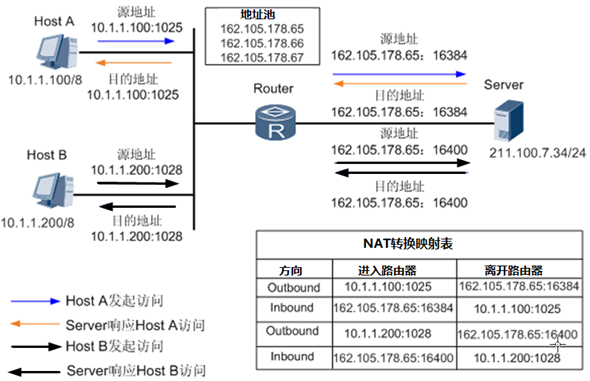 Host A
源地址
10.1.1.100:1025
目的地址
10.1.1.100:1025
10.1.1.100/8
地址池
162.105.178.65
162.105.178.66
162.105.178.67
源地址
162.105.178.65：16384
目的地址
162.105.178.65：16384
源地址
162.105.178.65：16400
目的地址
162.105.178.65：16400
Router
R
Server
211.100.7.34/24
Host B
源地址
10.1.1.200:1028
目的地址
10.1.1.200:1028
10.1.1.200/8
Host A发起访问
Server响应Host A访问
Host B发起访问
Server响应Host B访问
NAT转换映射表
方向 进入路由器 离开路由器
Outbound 10.1.1.100:1025 162.105.178.65:16384
Inbound 162.105.178.65:16384 10.1.1.100:1025
Outbound 10.1.1.200:1028 162.105.178.65:16400
Inbound 162.105.178.65:16400 10.1.1.200:1028